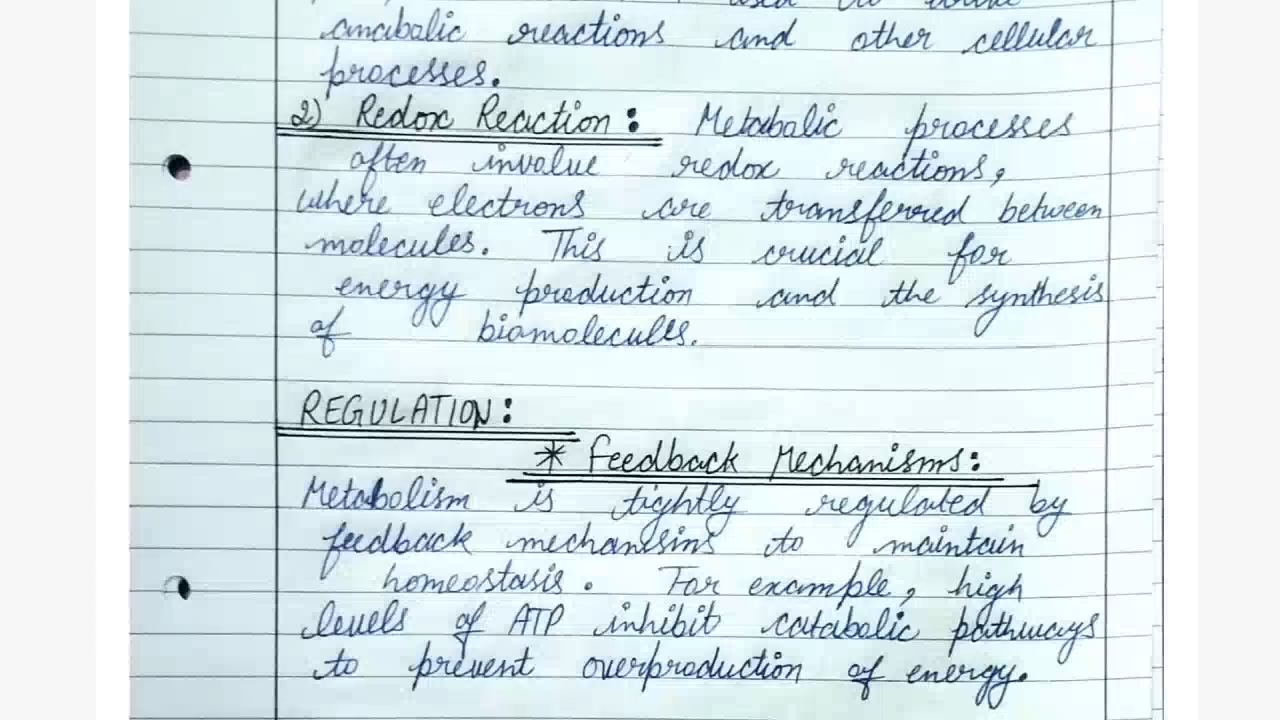 anabolic reactions and other cellular
processes.
2) Redox Reaction: Metabolic processes
often involve redox reactions,
where electrons are transferred between
molecules. This is crucial for
energy production and the synthesis
of biomolecules.
REGULATION:
* Feedback Mechanisms:
Metabolism is tightly regulated by
feedback mechanisms to maintain
homeostasis. For example, high
levels of ATP inhibit catabolic pathways
to prevent overproduction of energy.